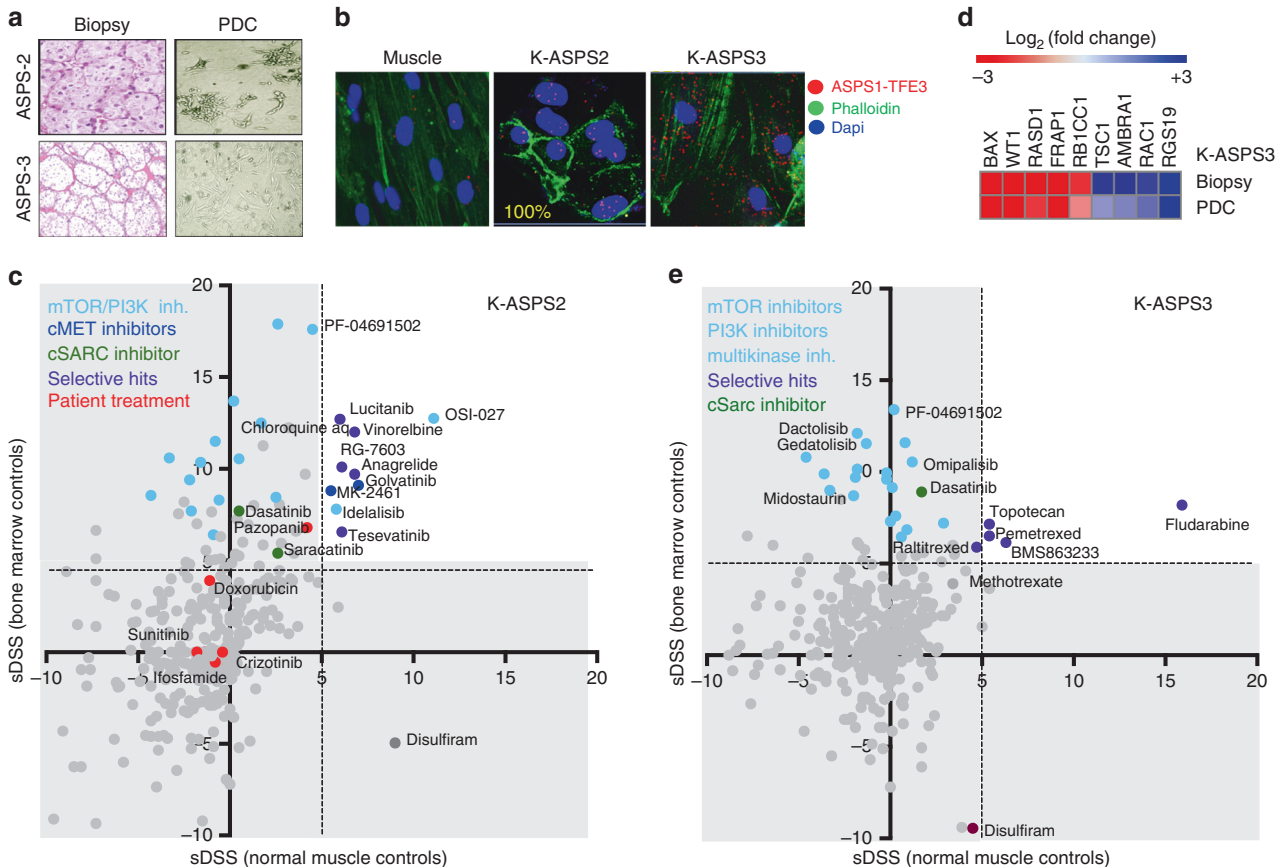 a
Biopsy
PDC
ASPS-2
ASPS-3
b
Muscle
K-ASPS2
K-ASPS3
100%
ASPS1-TFE3
Phalloidin
Dapi
d
Log2 (fold change)
–3
+3
BAX
WT1
RASD1
FRAP1
RB1CC1
TSC1
AMBRA1
RAC1
RGS19
K-ASPS3
Biopsy
PDC
c
K-ASPS2
mTOR/PI3K inh.
cMET inhibitors
cSARC inhibitor
Selective hits
Patient treatment
20
15
10
–5
–10
–10
5
10
15
20
PF-04691502
Lucitanib
OSI-027
Chloroquine aq
Vinorelbine
RG-7603
Anagrelide
Golvatinib
MK-2461
Idelalisib
Dasatinib
Pazopanib
Tesevatinib
Saracatinib
Doxorubicin
Sunitinib
Crizotinib
Ifosfamide
Disulfiram
sDSS (bone marrow controls)
sDSS (normal muscle controls)
e
K-ASPS3
mTOR inhibitors
PI3K inhibitors
multikinase inh.
Selective hits
cSarc inhibitor
20
15
–5
–10
–10
–5
5
10
15
20
PF-04691502
Dactolisib
Gedatolisib
Omipalisib
Dasatinib
Midostaurin
Topotecan
Fludarabine
Pemetrexed
Raltitrexed
BMS863233
Methotrexate
Disulfiram
sDSS (bone marrow controls)
sDSS (normal muscle controls)